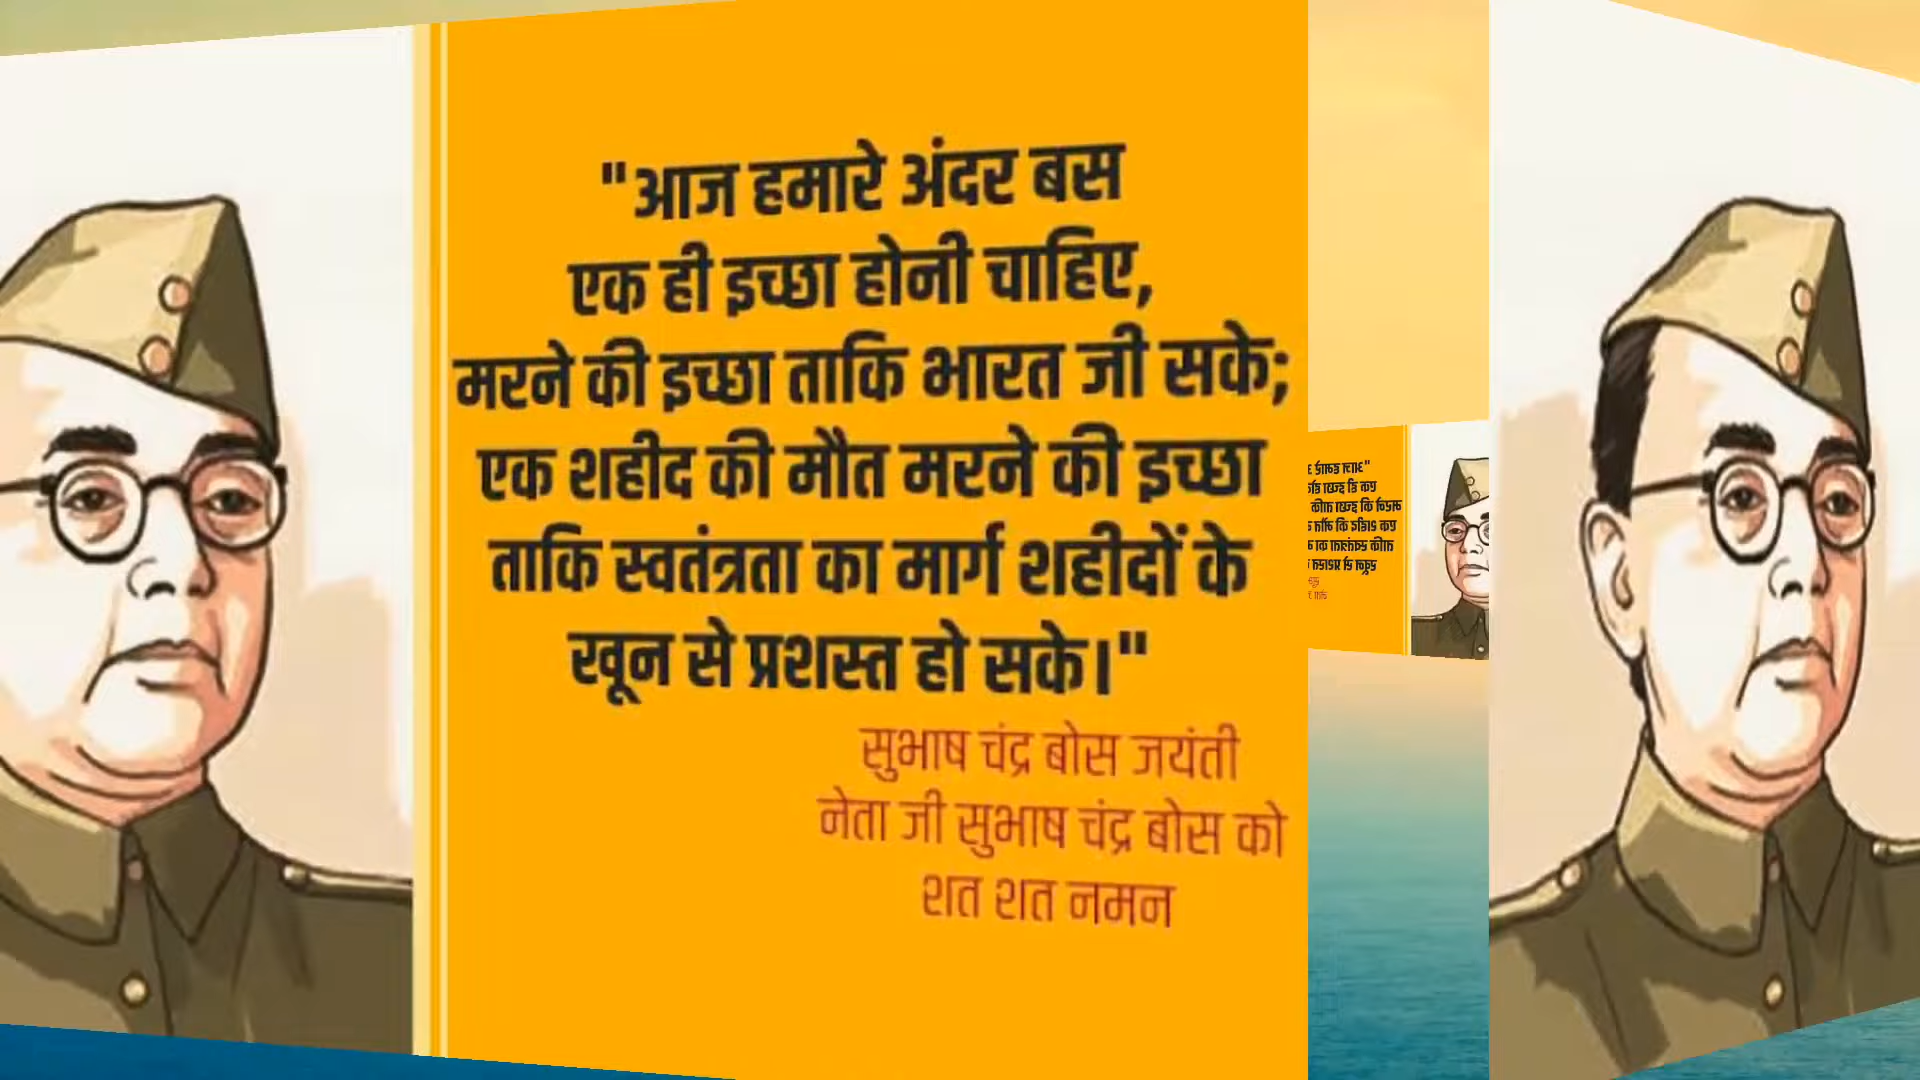 "आज हमारे अंदर बस
एक ही इच्छा होनी चाहिए,
मरने की इच्छा ताकि भारत जी सके;
एक शहीद की मौत मरने की इच्छा
ताकि स्वतंत्रता का मार्ग शहीदों के
खून से प्रशस्त हो सके।"
सुभाष चंद्र बोस जयंती
नेता जी सुभाष चंद्र बोस को
शत शत नमन